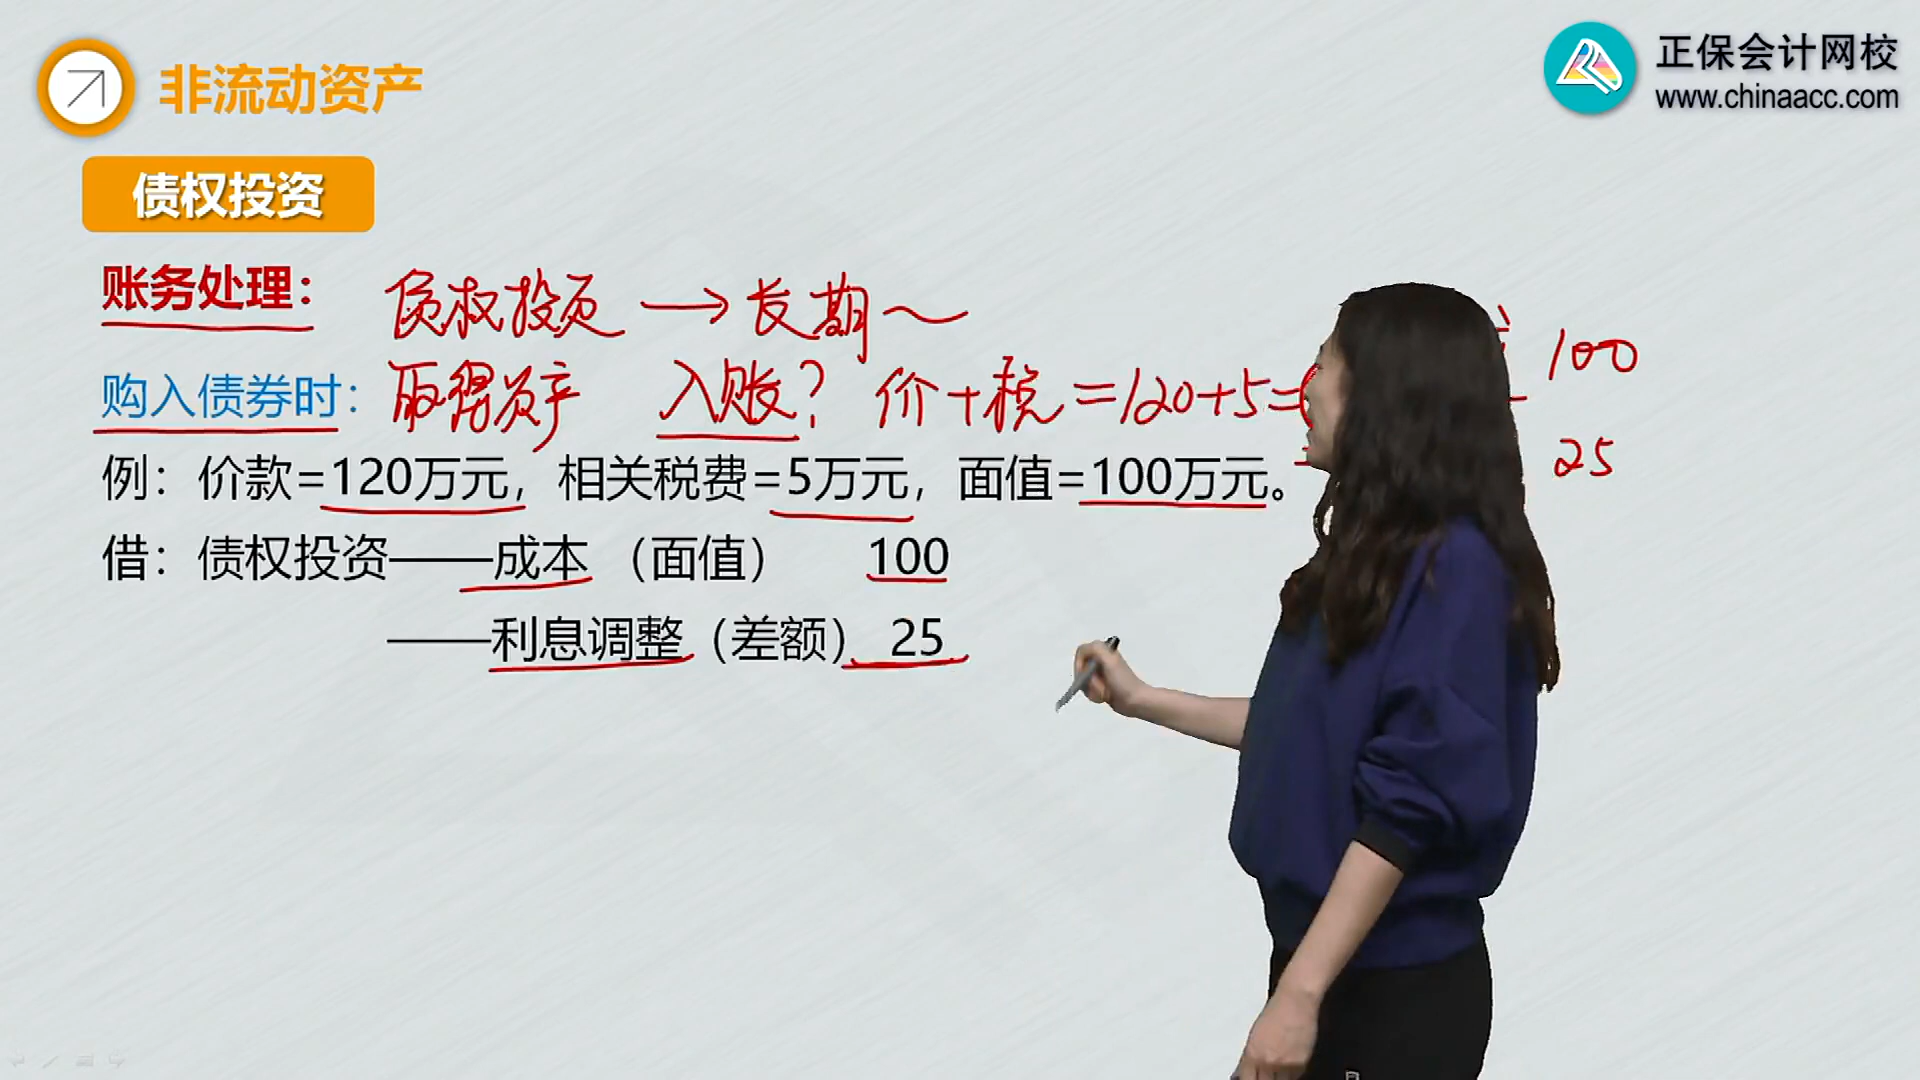 非流动资产
正保会计网校
www.chinaacc.com
债权投资
账务处理：债权投资→长期～
购入债券时：取得资产 入账？价+税=120+5=
100
25
例：价款=120万元，相关税费=5万元，面值=100万元。
借：债权投资——成本（面值） 100
——利息调整（差额） 25